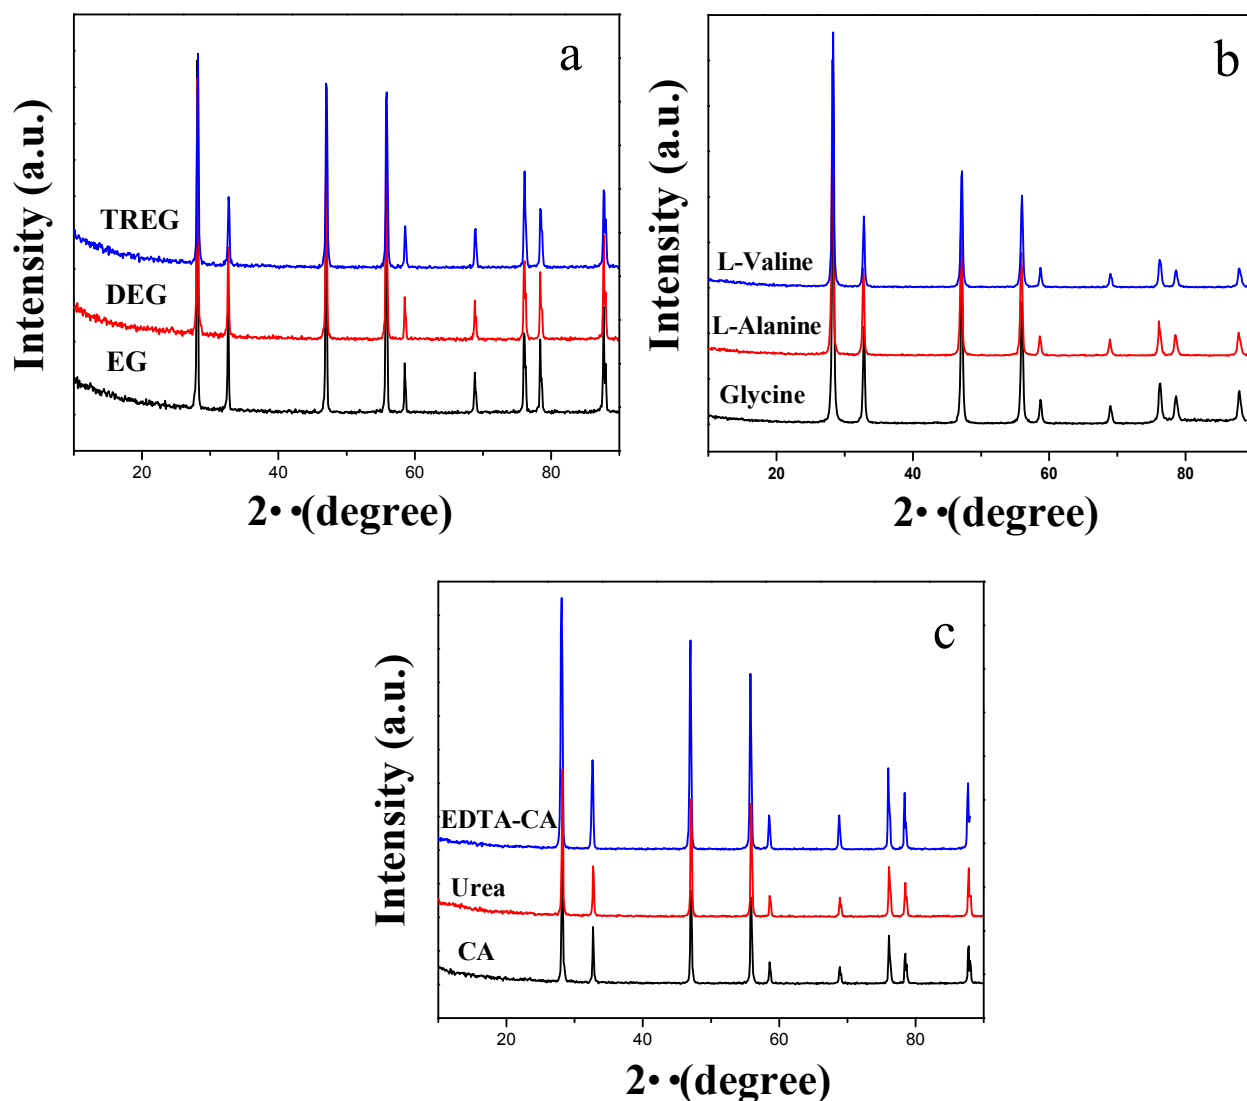 a
Intensity (a.u.)
TREG
DEG
EG
20 40 60 80
2••(degree)
b
Intensity (a.u.)
L-Valine
L-Alanine
Glycine
20 40 60 80
2••(degree)
c
Intensity (a.u.)
EDTA-CA
Urea
CA
20 40 60 80
2••(degree)